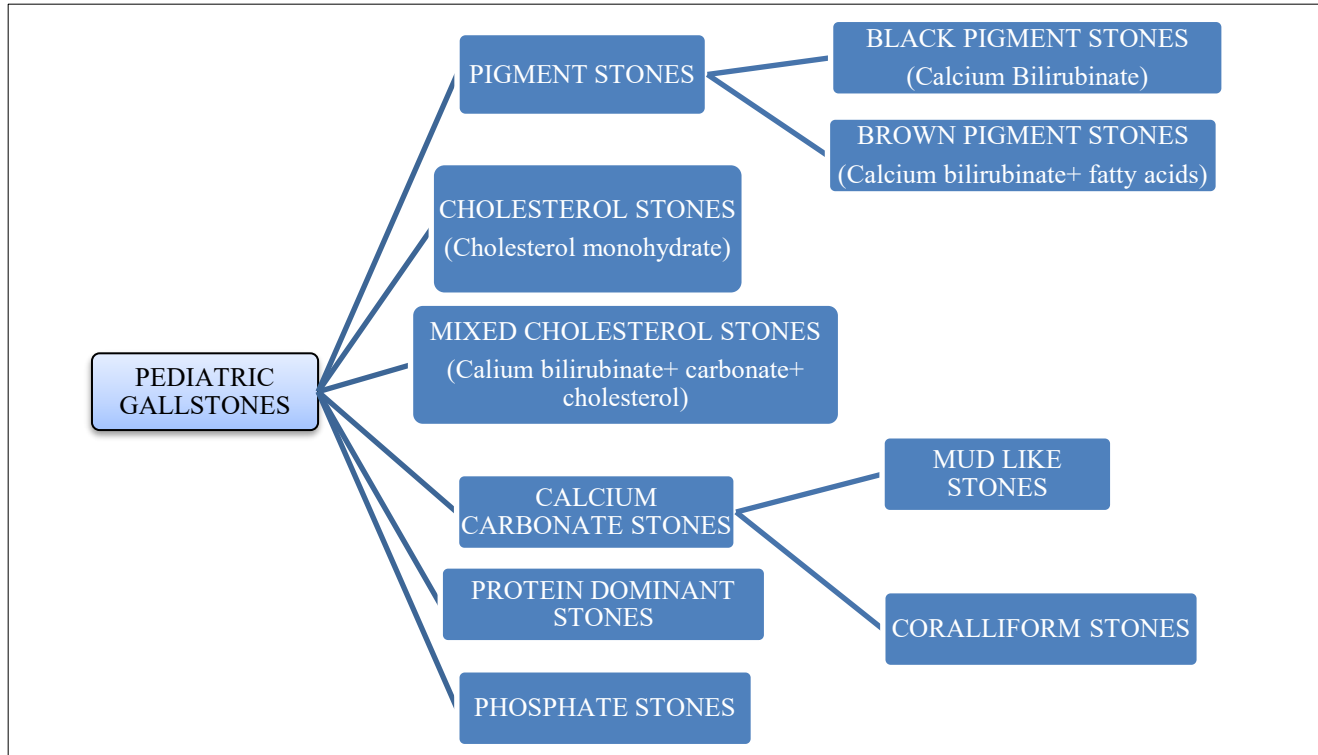 PIGMENT STONES
BLACK PIGMENT STONES
(Calcium Bilirubinate)
BROWN PIGMENT STONES
(Calcium bilirubinate+ fatty acids)
CHOLESTEROL STONES
(Cholesterol monohydrate)
MIXED CHOLESTEROL STONES
(Calium bilirubinate+ carbonate+
cholesterol)
PEDIATRIC
GALLSTONES
CALCIUM
CARBONATE STONES
MUD LIKE
STONES
CORALLIFORM STONES
PROTEIN DOMINANT
STONES
PHOSPHATE STONES